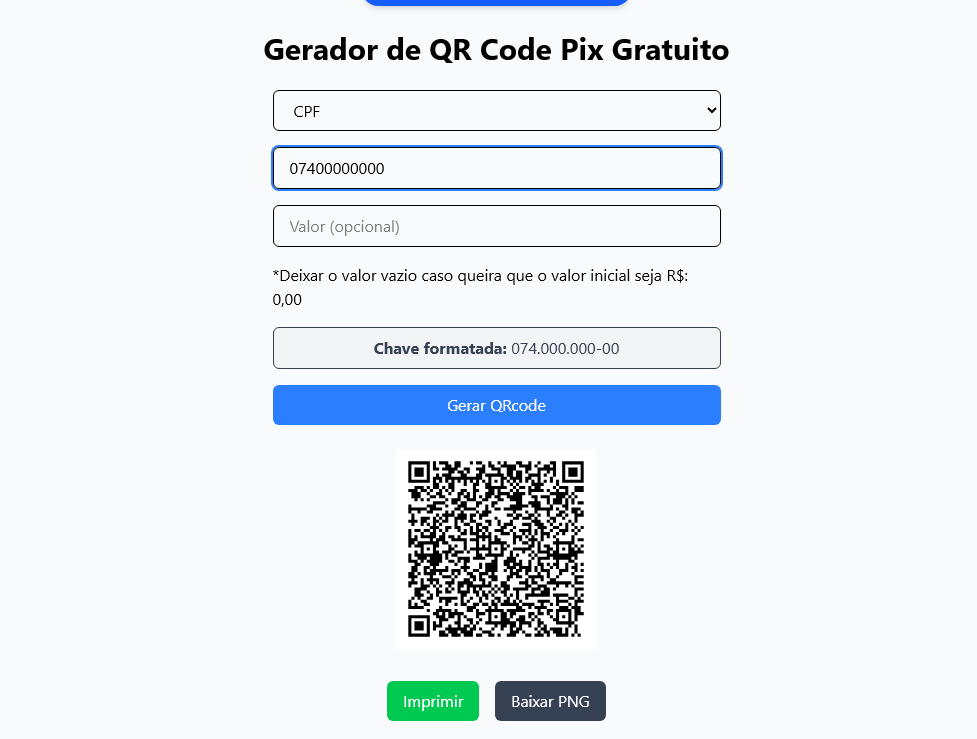 Gerador de QR Code Pix Gratuito
CPF
07400000000
Valor (opcional)
*Deixar o valor vazio caso queira que o valor inicial seja R$:
0,00
Chave formatada: 074.000.000-00
Gerar QRcode
Imprimir
Baixar PNG